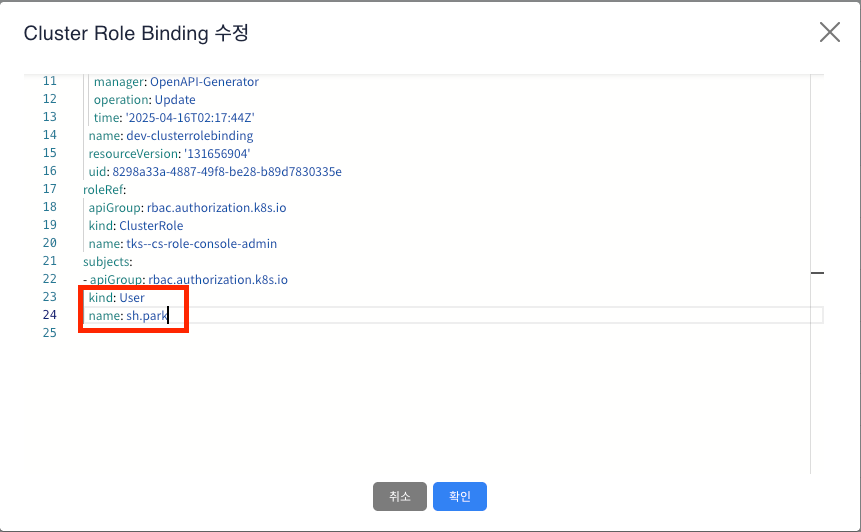 Cluster Role Binding 수정
11 manager: OpenAPI-Generator
12 operation: Update
13 time: '2025-04-16T02:17:44Z'
14 name: dev-clusterrolebinding
15 resourceVersion: '131656904'
16 uid: 8298a33a-4887-49f8-be28-b89d7830335e
17 roleRef:
18 apiGroup: rbac.authorization.k8s.io
19 kind: ClusterRole
20 name: tks--cs-role-console-admin
21 subjects:
22 - apiGroup: rbac.authorization.k8s.io
23 kind: User
24 name: sh.park
25
취소 확인